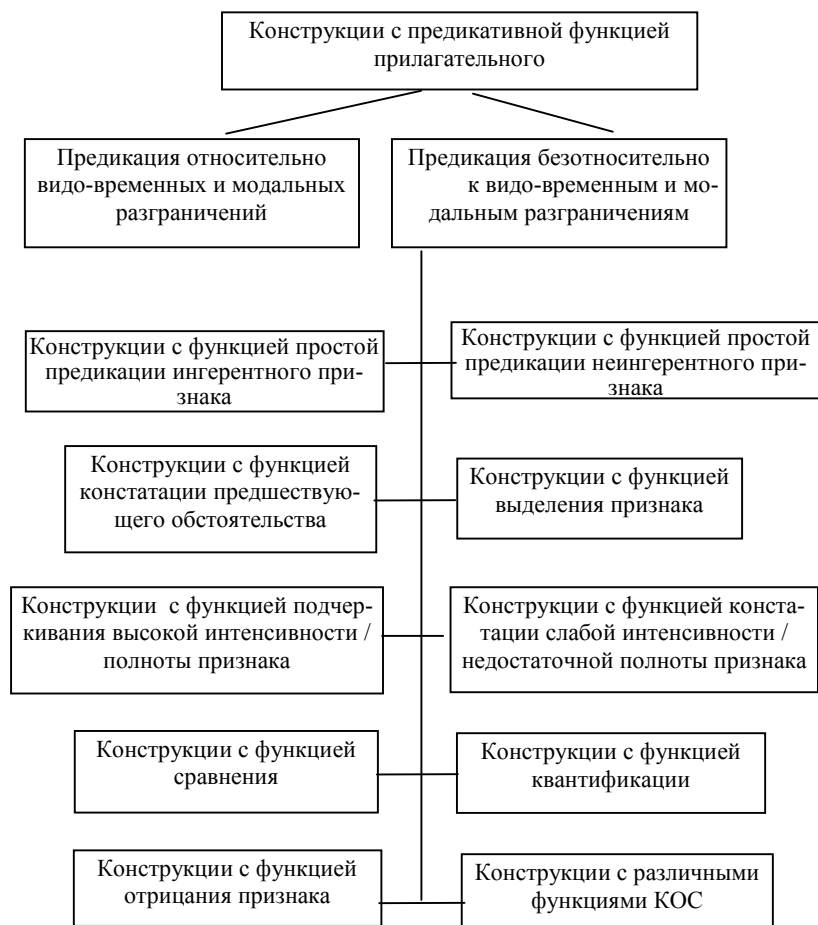 Конструкции с предикативной функцией
прилагательного
Предикация относительно
видо-временных и модальных
разграничений
Предикация безотносительно
к видо-временным и мо-
дальным разграничениям
Конструкции с функцией простой
предикации ингерентного при-
знака
Конструкции с функцией простой
предикации неингерентного при-
знака
Конструкции с функцией
констатации предшествую-
щего обстоятельства
Конструкции с функцией
выделения признака
Конструкции с функцией подчер-
кивания высокой интенсивности /
полноты признака
Конструкции с функцией конста-
тации слабой интенсивности /
недостаточной полноты признака
Конструкции с функцией
сравнения
Конструкции с функцией
квантификации
Конструкции с функцией
отрицания признака
Конструкции с различными
функциями КОС